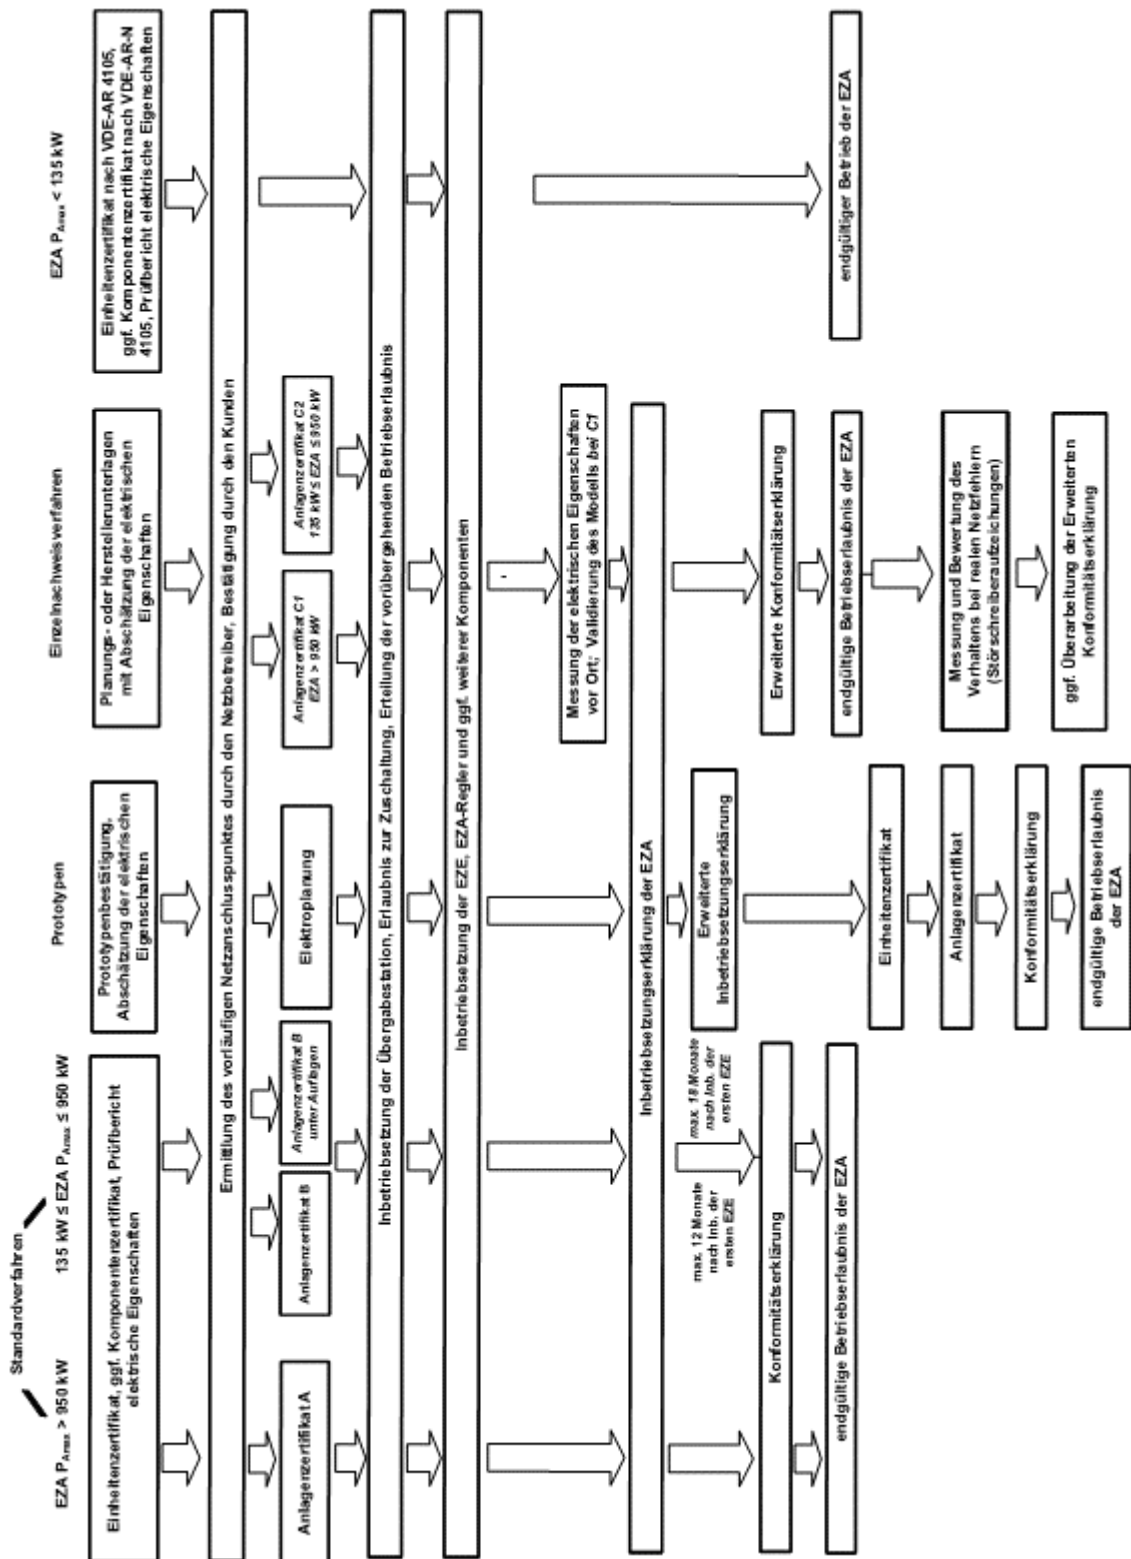 Standardverfahren
EZA P_Amax > 950 kW
135 kW ≤ EZA P_Amax ≤ 950 kW
Prototypen
Einzelnachweisverfahren
EZA P_Amax < 135 kW
Einheitenzertifikat, ggf. Komponentenzertifikat, Prüfbericht
elektrische Eigenschaften
Prototypenbestätigung,
Abschätzung der elektrischen
Eigenschaften
Planungs- oder Herstellerunterlagen
mit Abschätzung der elektrischen
Eigenschaften
Einheitenzertifikat nach VDE-AR 4105,
ggf. Komponentenzertifikat nach VDE-AR-N
4105, Prüfbericht elektrische Eigenschaften
Ermittlung des vorläufigen Netzanschlusspunktes durch den Netzbetreiber, Bestätigung durch den Kunden
Anlagenzertifikat A
Anlagenzertifikat B
Anlagenzertifikat B
unter Auflagen
Elektroplanung
Anlagenzertifikat C1
EZA > 950 kW
Anlagenzertifikat C2
135 kW ≤ EZA ≤ 950 kW
Inbetriebsetzung der Übergabestation, Erlaubnis zur Zuschaltung, Erteilung der vorübergehenden Betriebserlaubnis
Inbetriebsetzung der EZE, EZA-Regler und ggf. weiterer Komponenten
Messung der elektrischen Eigenschaften
vor Ort; Validierung des Modells bei C1
Inbetriebsetzungserklärung der EZA
max. 12 Monate
nach Inb. der
ersten EZE
max. 18 Monate
nach Inb. der
ersten EZE
Erweiterte
Inbetriebsetzungserklärung
Konformitätserklärung
Erweiterte Konformitätserklärung
endgültige Betriebserlaubnis der EZA
endgültige Betriebserlaubnis der EZA
endgültiger Betrieb der EZA
Einheitenzertifikat
Anlagenzertifikat
Konformitätserklärung
endgültige Betriebserlaubnis
der EZA
Messung und Bewertung des
Verhaltens bei realen Netzfehlern
(Störschreiberaufzeichungen)
ggf. Überarbeitung der Erweiterten
Konformitätserklärung